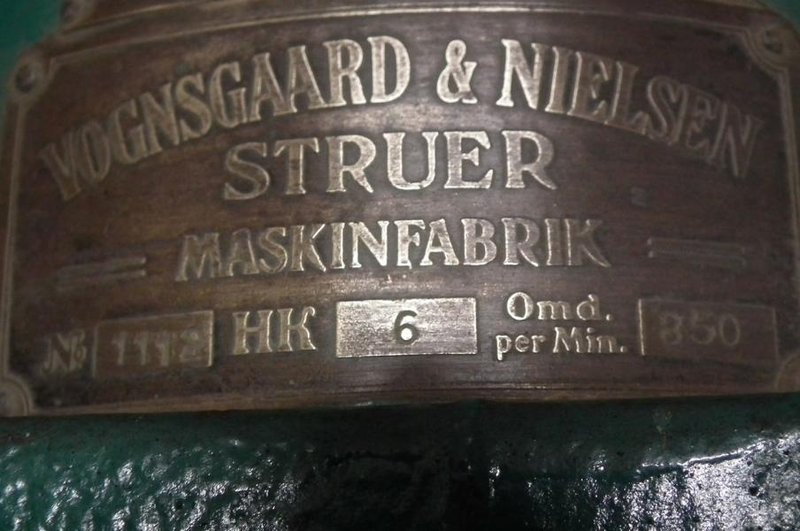 VOGNSGAARD & NIELSEN
STRUER
MASKINFABRIK
№ 1112 HK 6 Omd. per Min. 850